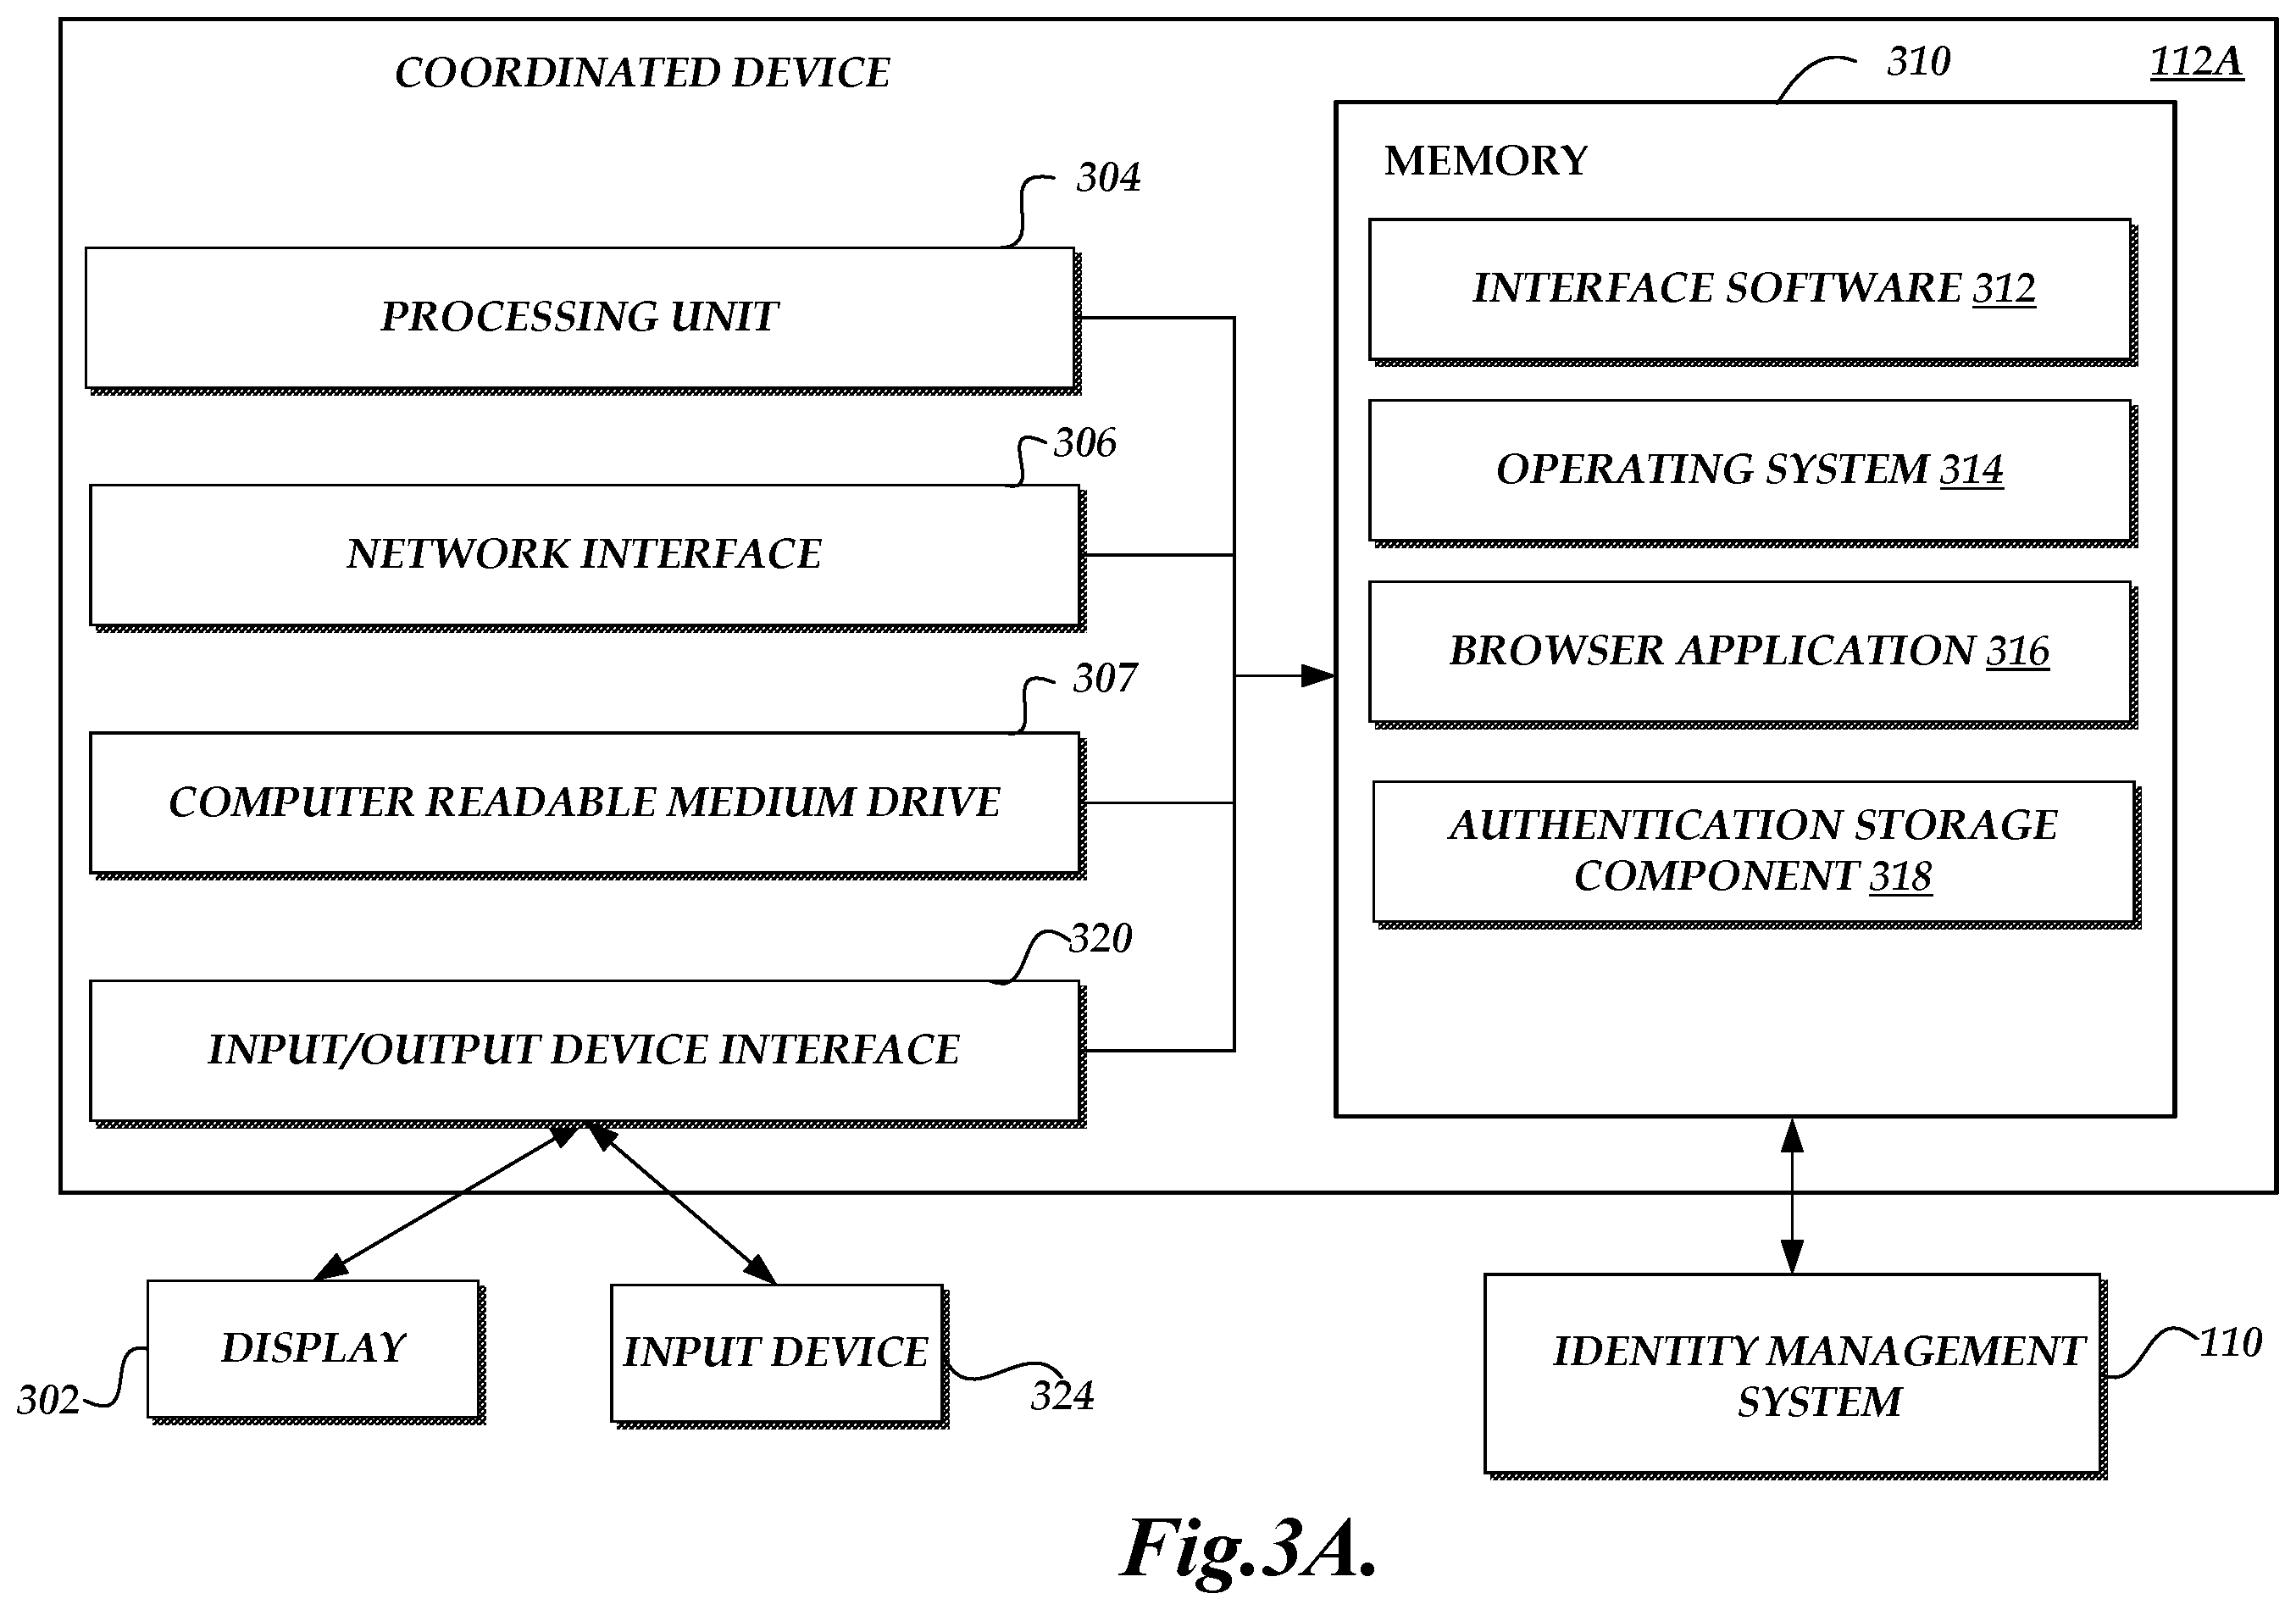 COORDINATED DEVICE
112A
310
MEMORY
304
PROCESSING UNIT
306
NETWORK INTERFACE
307
COMPUTER READABLE MEDIUM DRIVE
320
INPUT/OUTPUT DEVICE INTERFACE
INTERFACE SOFTWARE 312
OPERATING SYSTEM 314
BROWSER APPLICATION 316
AUTHENTICATION STORAGE
COMPONENT 318
DISPLAY
302
INPUT DEVICE
324
IDENTITY MANAGEMENT
SYSTEM
110
Fig.3A.